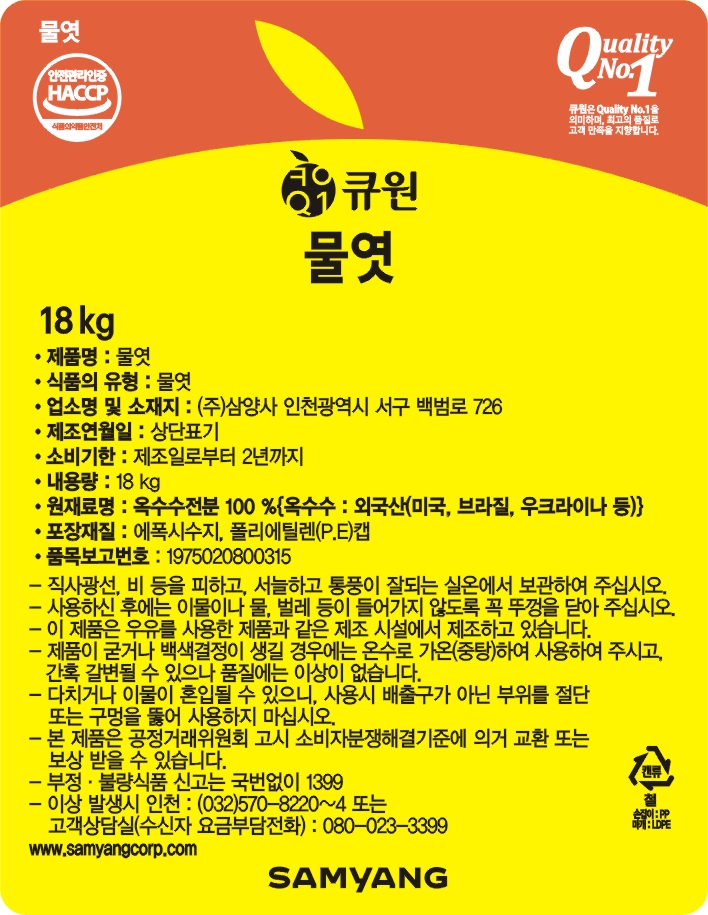 물엿
안전관리인증
HACCP
식품의약품안전처
Quality
No.1
큐원은 Quality No.1을
의미하며, 최고의 품질로
고객 만족을 지향합니다.
큐원
Q1
큐원
물엿
18 kg
• 제품명 : 물엿
• 식품의 유형 : 물엿
• 업소명 및 소재지 : (주)삼양사 인천광역시 서구 백범로 726
• 제조연월일 : 상단표기
• 소비기한 : 제조일로부터 2년까지
• 내용량 : 18 kg
• 원재료명 : 옥수수전분 100 %{옥수수 : 외국산(미국, 브라질, 우크라이나 등)}
• 포장재질 : 에폭시수지, 폴리에틸렌(P.E)캡
• 품목보고번호 : 1975020800315
– 직사광선, 비 등을 피하고, 서늘하고 통풍이 잘되는 실온에서 보관하여 주십시오.
– 사용하신 후에는 이물이나 물, 벌레 등이 들어가지 않도록 꼭 뚜껑을 닫아 주십시오.
– 이 제품은 우유를 사용한 제품과 같은 제조 시설에서 제조하고 있습니다.
– 제품이 굳거나 백색결정이 생길 경우에는 온수로 가온(중탕)하여 사용하여 주시고,
간혹 갈변될 수 있으나 품질에는 이상이 없습니다.
– 다치거나 이물이 혼입될 수 있으니, 사용시 배출구가 아닌 부위를 절단
또는 구멍을 뚫어 사용하지 마십시오.
– 본 제품은 공정거래위원회 고시 소비자분쟁해결기준에 의거 교환 또는
보상 받을 수 있습니다.
– 부정 · 불량식품 신고는 국번없이 1399
– 이상 발생시 인천 : (032)570-8220~4 또는
고객상담실(수신자 요금부담전화) : 080-023-3399
www.samyangcorp.com
캔류
철
손잡이 : PP
마개 : LDPE
SAMYANG